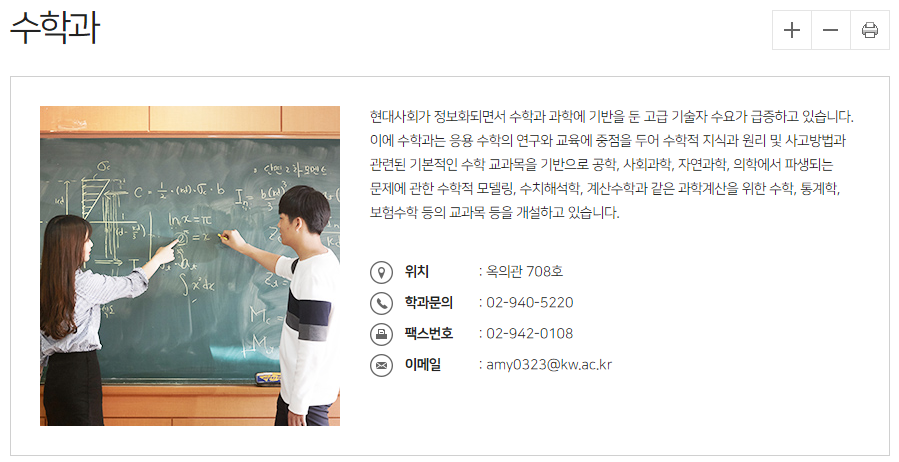 수학과
현대사회가 정보화되면서 수학과 과학에 기반을 둔 고급 기술자 수요가 급증하고 있습니다.
이에 수학과는 응용 수학의 연구와 교육에 중점을 두어 수학적 지식과 원리 및 사고방법과
관련된 기본적인 수학 교과목을 기반으로 공학, 사회과학, 자연과학, 의학에서 파생되는
문제에 관한 수학적 모델링, 수치해석학, 계산수학과 같은 과학계산을 위한 수학, 통계학,
보험수학 등의 교과목 등을 개설하고 있습니다.
위치 : 옥의관 708호
학과문의 : 02-940-5220
팩스번호 : 02-942-0108
이메일 : amy0323@kw.ac.kr
ln x = π
∫ x² dx